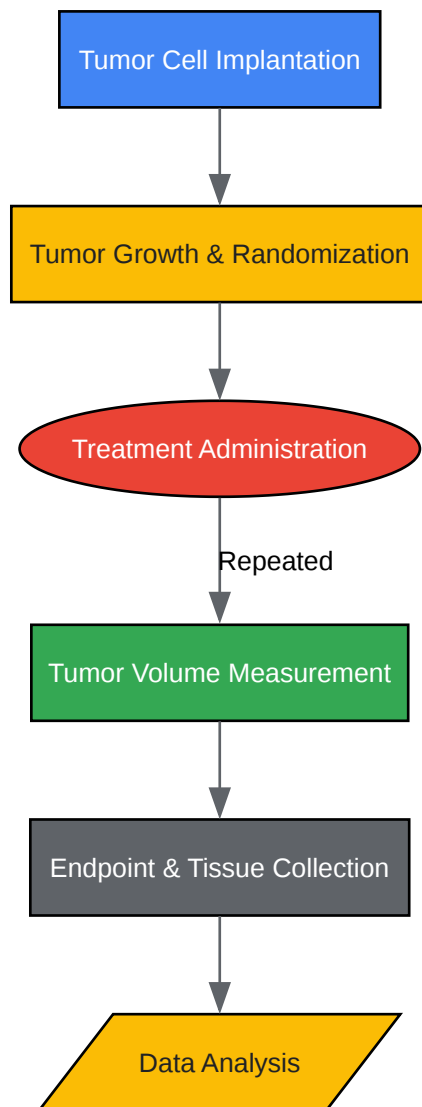 Tumor Cell Implantation
Tumor Growth & Randomization
Treatment Administration
Repeated
Tumor Volume Measurement
Endpoint & Tissue Collection
Data Analysis